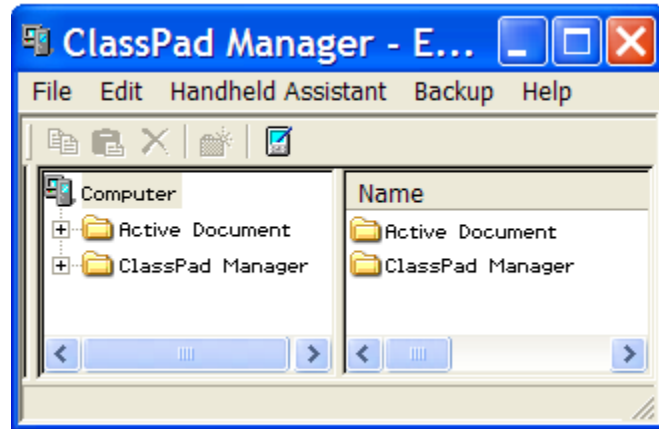 ClassPad Manager - E...
File Edit Handheld Assistant Backup Help
Computer
Active Document
ClassPad Manager
Name
Active Document
ClassPad Manager